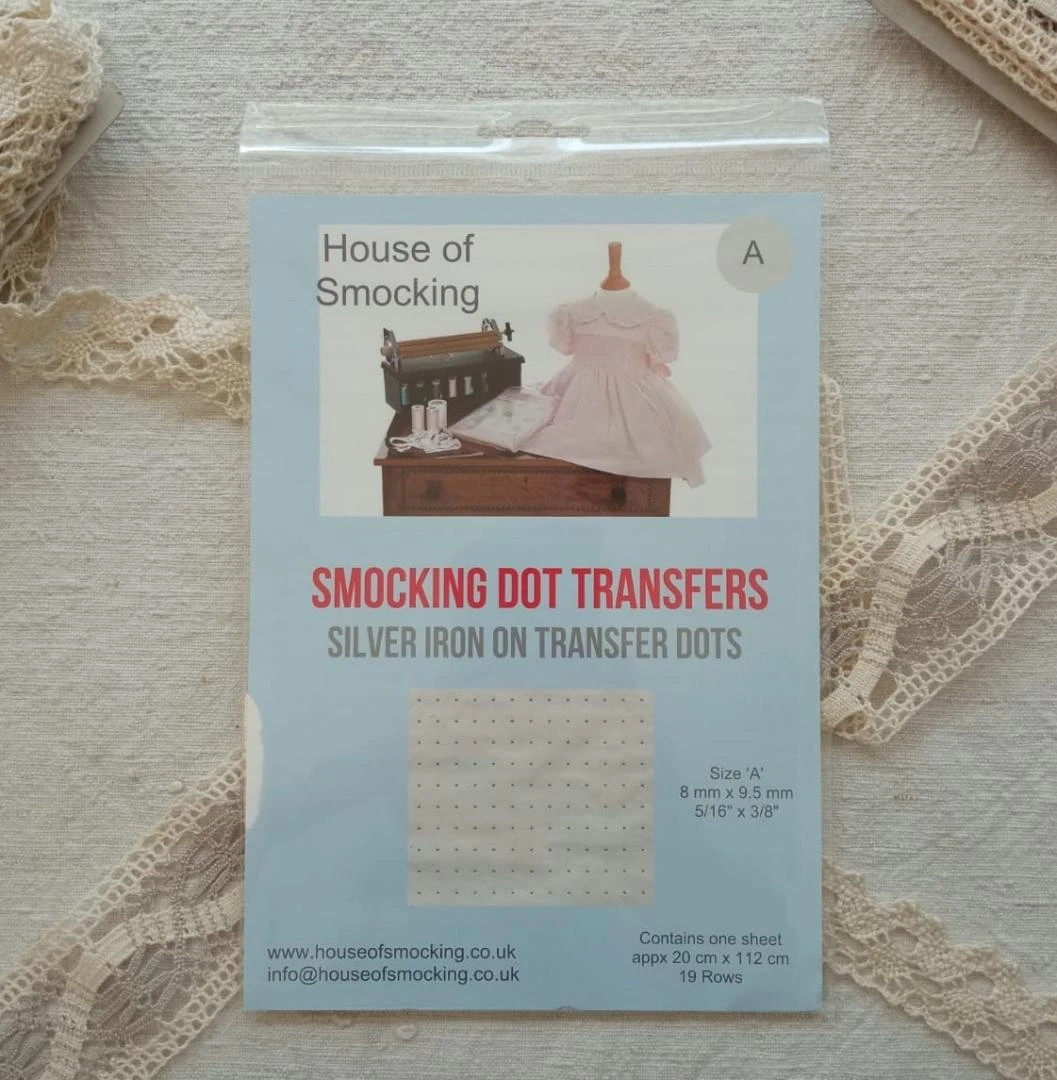 House of
Smocking
A
SMOCKING DOT TRANSFERS
SILVER IRON ON TRANSFER DOTS
Size 'A'
8 mm x 9.5 mm
5/16" x 3/8"
www.houseofsmocking.co.uk
info@houseofsmocking.co.uk
Contains one sheet
appx 20 cm x 112 cm
19 Rows